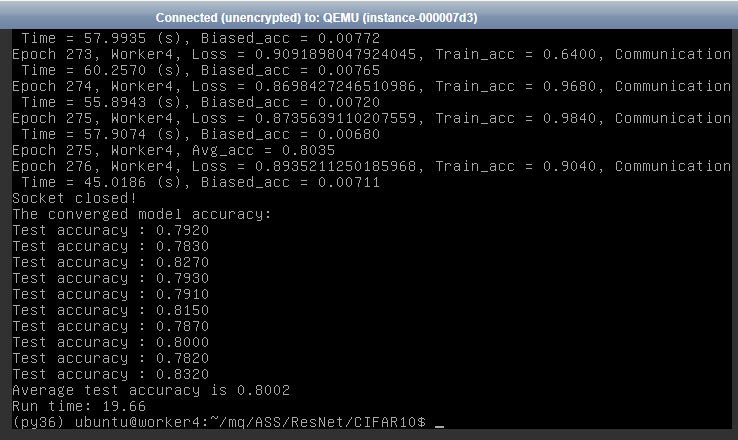 Connected (unencrypted) to: QEMU (instance-000007d3)
Time = 57.9935 (s), Biased_acc = 0.00772
Epoch 273, Worker4, Loss = 0.9091898047924045, Train_acc = 0.6400, Communication
Time = 60.2570 (s), Biased_acc = 0.00765
Epoch 274, Worker4, Loss = 0.8698427246510986, Train_acc = 0.9680, Communication
Time = 55.8943 (s), Biased_acc = 0.00720
Epoch 275, Worker4, Loss = 0.8735639110207559, Train_acc = 0.9840, Communication
Time = 57.9074 (s), Biased_acc = 0.00680
Epoch 275, Worker4, Avg_acc = 0.8035
Epoch 276, Worker4, Loss = 0.8935211250185968, Train_acc = 0.9040, Communication
Time = 45.0186 (s), Biased_acc = 0.00711
Socket closed!
The converged model accuracy:
Test accuracy : 0.7920
Test accuracy : 0.7830
Test accuracy : 0.8270
Test accuracy : 0.7930
Test accuracy : 0.7910
Test accuracy : 0.8150
Test accuracy : 0.7870
Test accuracy : 0.8000
Test accuracy : 0.7820
Test accuracy : 0.8320
Average test accuracy is 0.8002
Run time: 19.66
(py36) ubuntu@worker4:~/mq/ASS/ResNet/CIFAR10$ _